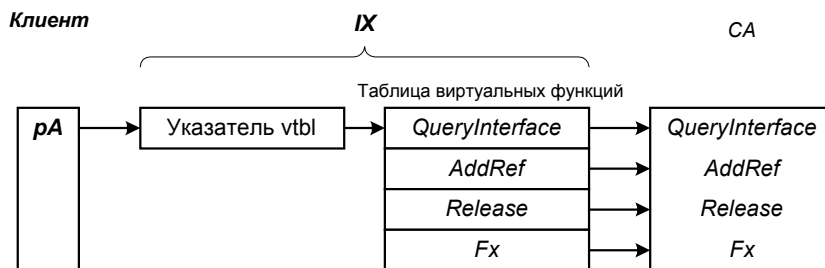 Клиент IX CA
Таблица виртуальных функций
pA Указатель vtbl QueryInterface QueryInterface
AddRef AddRef
Release Release
Fx Fx